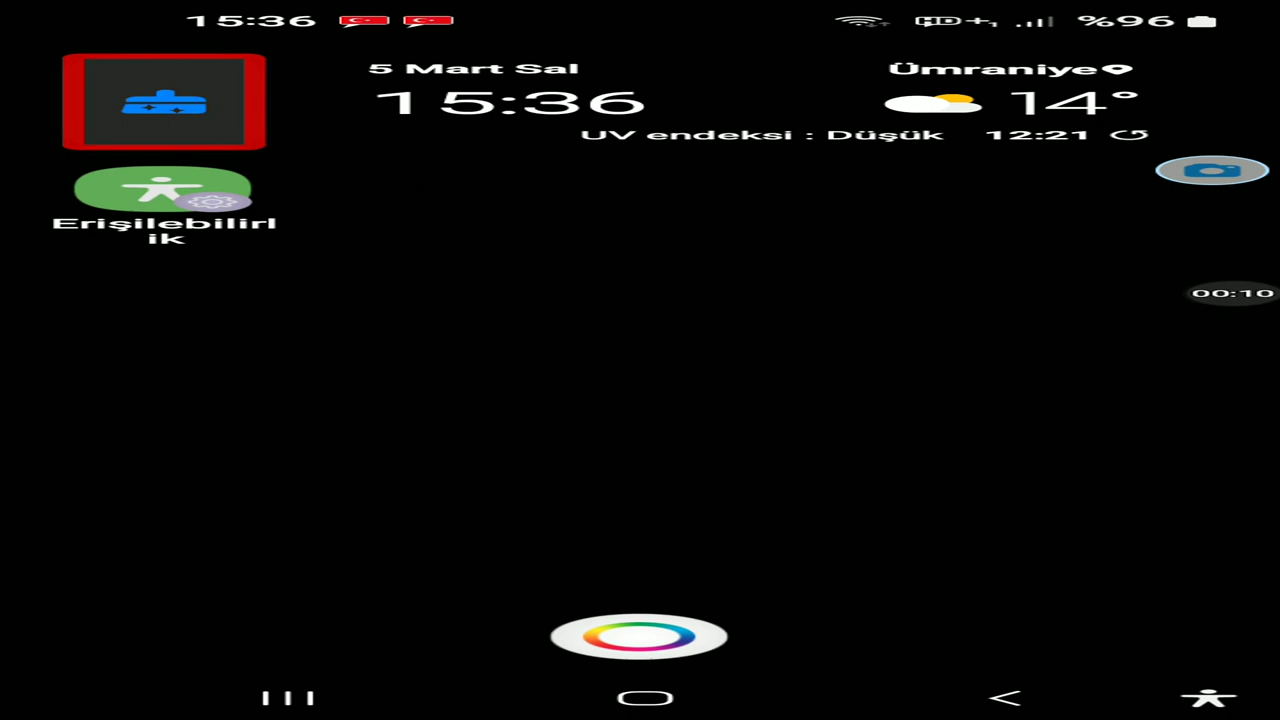 15:36 HD+ %96
5 Mart Sal
15:36
Ümraniye
14°
UV endeksi : Düşük 12:21
Erişilebilirl
ik
00:10